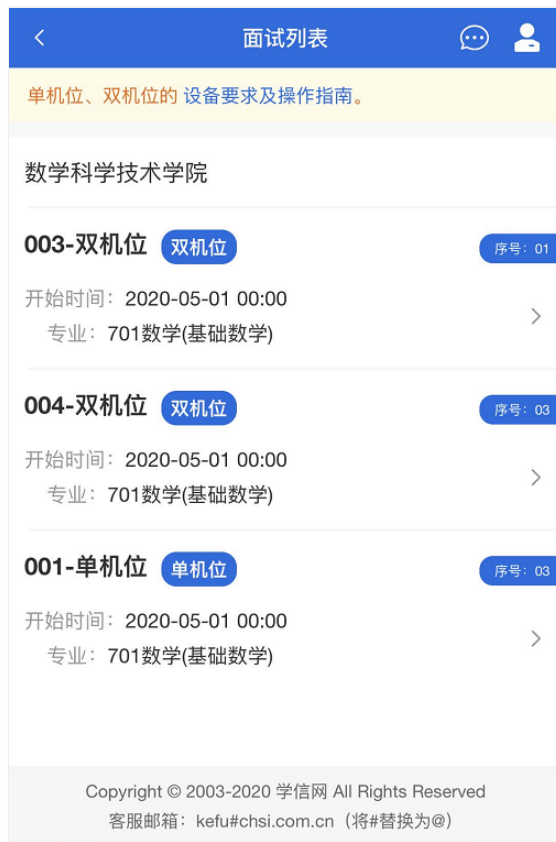 面试列表
单机位、双机位的 设备要求及操作指南。
数学科学技术学院
003-双机位 双机位 序号：01
开始时间：2020-05-01 00:00
专业：701数学(基础数学)
004-双机位 双机位 序号：03
开始时间：2020-05-01 00:00
专业：701数学(基础数学)
001-单机位 单机位 序号：03
开始时间：2020-05-01 00:00
专业：701数学(基础数学)
Copyright © 2003-2020 学信网 All Rights Reserved
客服邮箱：kefu#chsi.com.cn（将#替换为@）